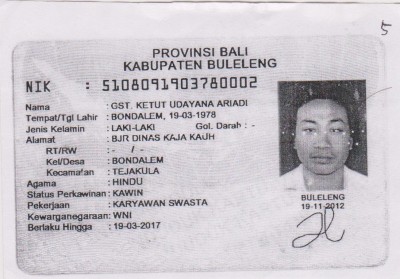 5
PROVINSI BALI
KABUPATEN BULELENG
NIK : 5108091903780002
Nama : GST. KETUT UDAYANA ARIADI
Tempat/Tgl Lahir : BONDALEM, 19-03-1978
Jenis Kelamin : LAKI-LAKI Gol. Darah : -
Alamat : BJR DINAS KAJA KAUH
RT/RW : - / -
Kel/Desa : BONDALEM
Kecamatan : TEJAKULA
Agama : HINDU
Status Perkawinan : KAWIN
Pekerjaan : KARYAWAN SWASTA
Kewarganegaraan : WNI
Berlaku Hingga : 19-03-2017
BULELENG
19-11-2012